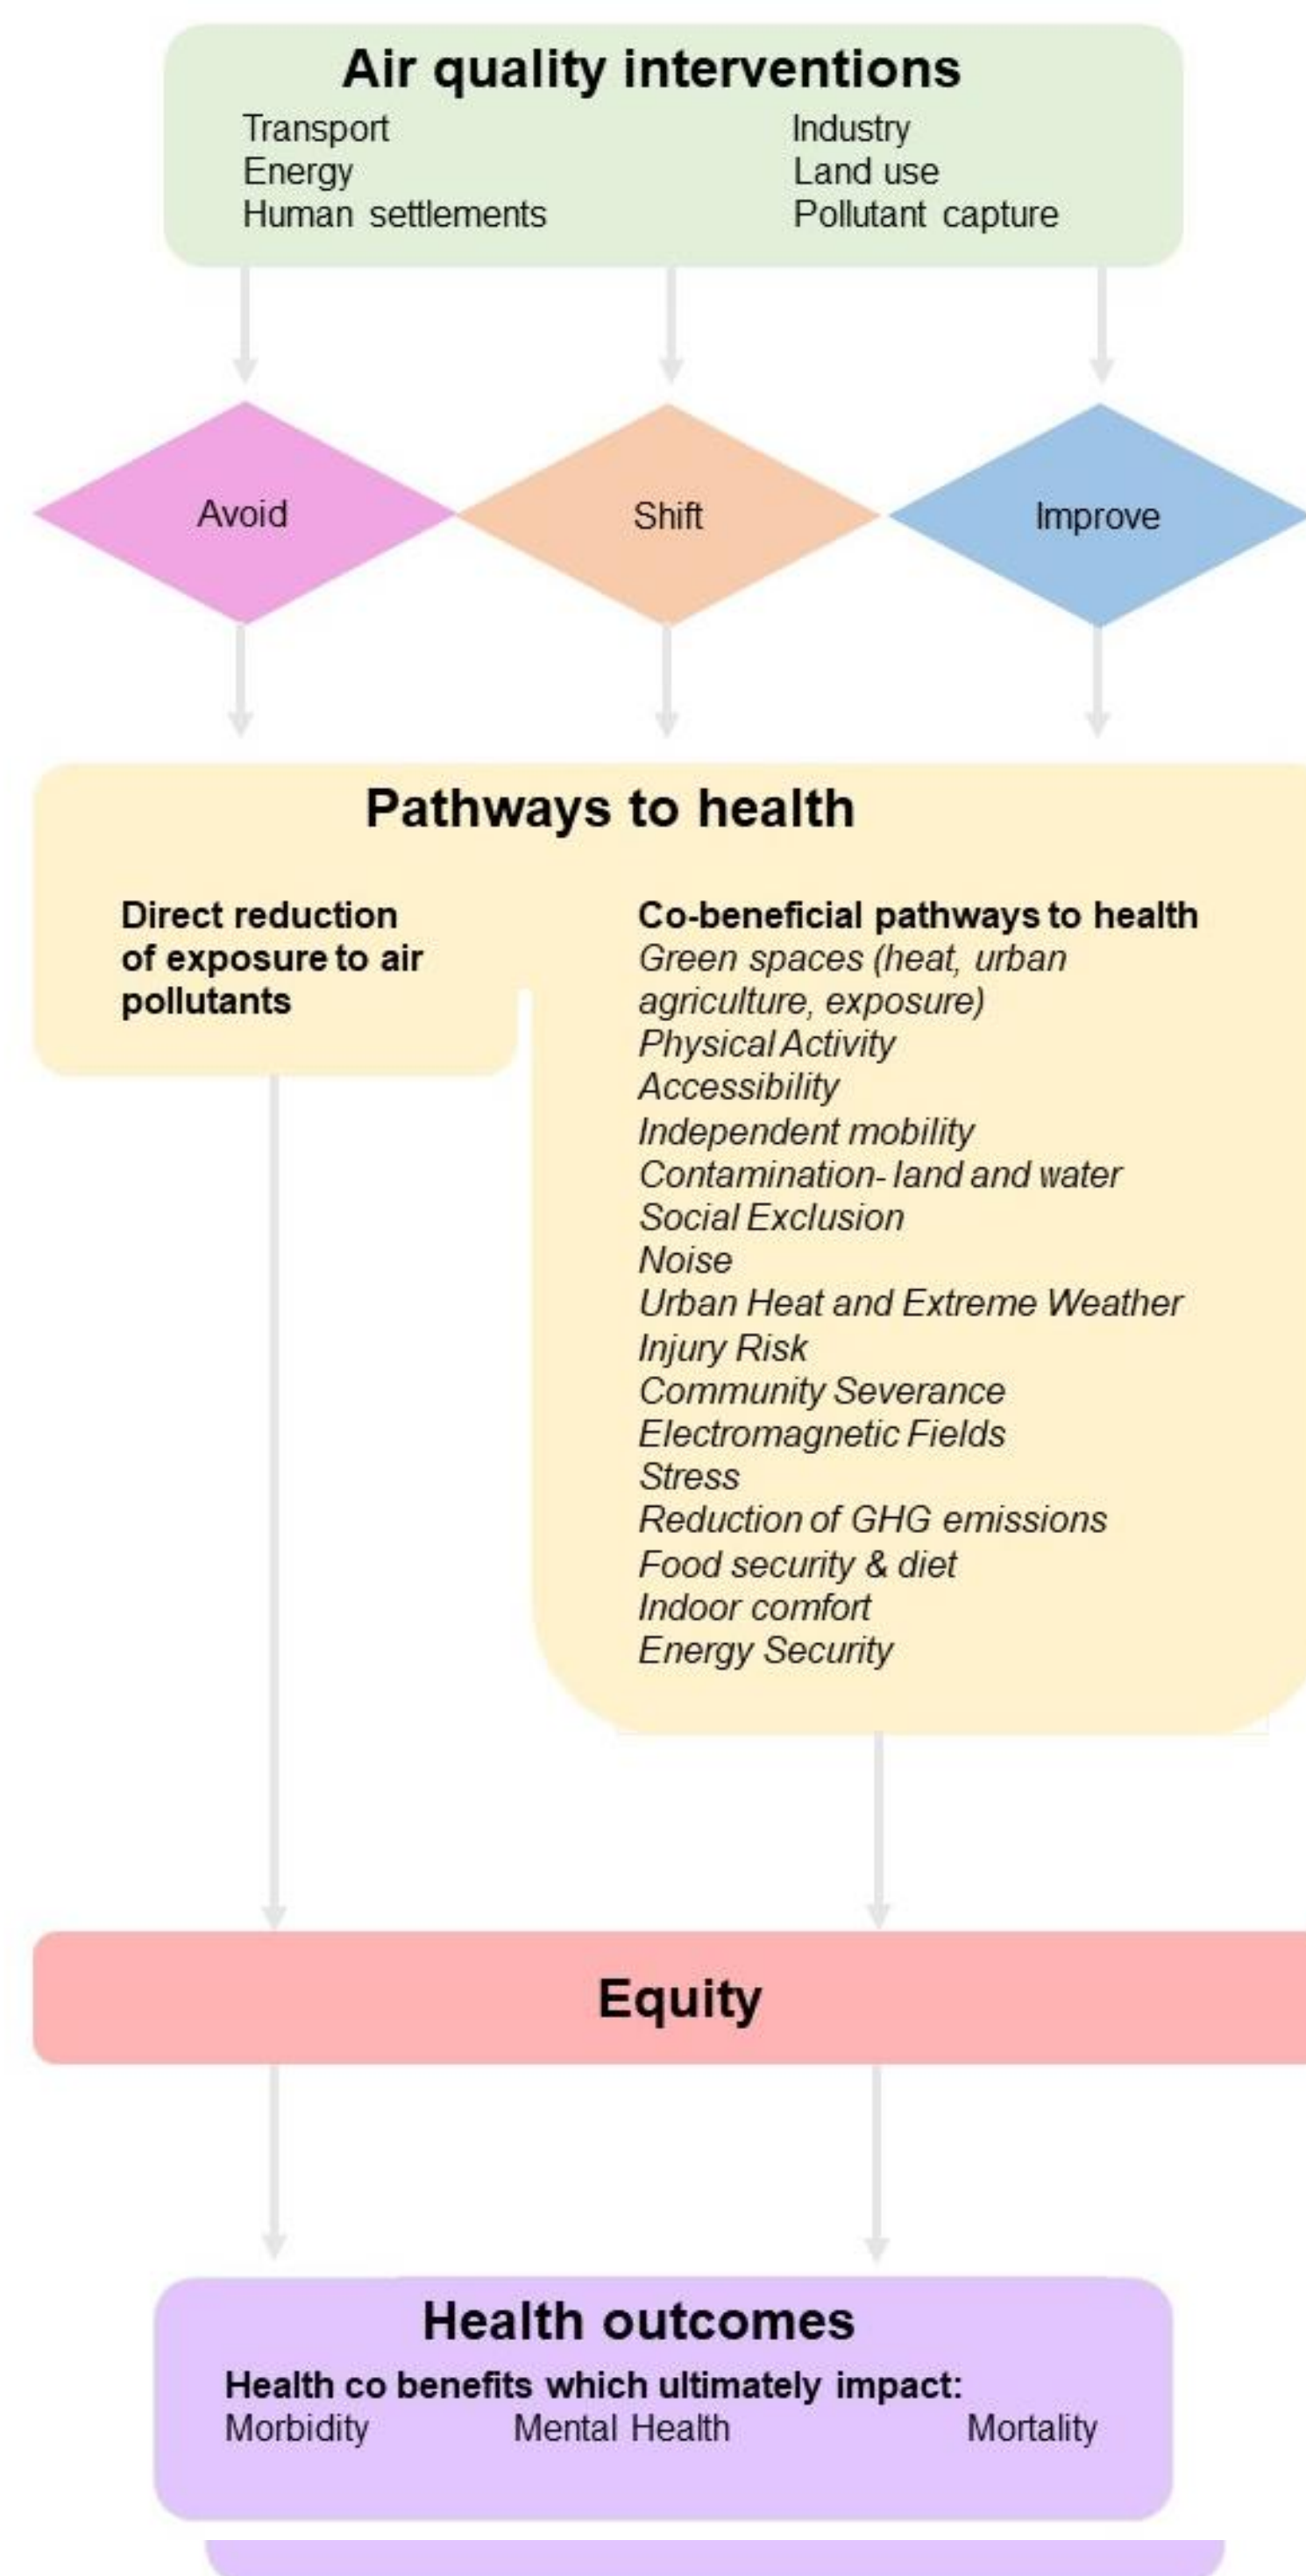 Air quality interventions
Transport
Energy
Human settlements
Industry
Land use
Pollutant capture
Avoid
Shift
Improve
Pathways to health
Direct reduction
of exposure to air
pollutants
Co-beneficial pathways to health
Green spaces (heat, urban
agriculture, exposure)
Physical Activity
Accessibility
Independent mobility
Contamination- land and water
Social Exclusion
Noise
Urban Heat and Extreme Weather
Injury Risk
Community Severance
Electromagnetic Fields
Stress
Reduction of GHG emissions
Food security & diet
Indoor comfort
Energy Security
Equity
Health outcomes
Health co benefits which ultimately impact:
Morbidity Mental Health Mortality